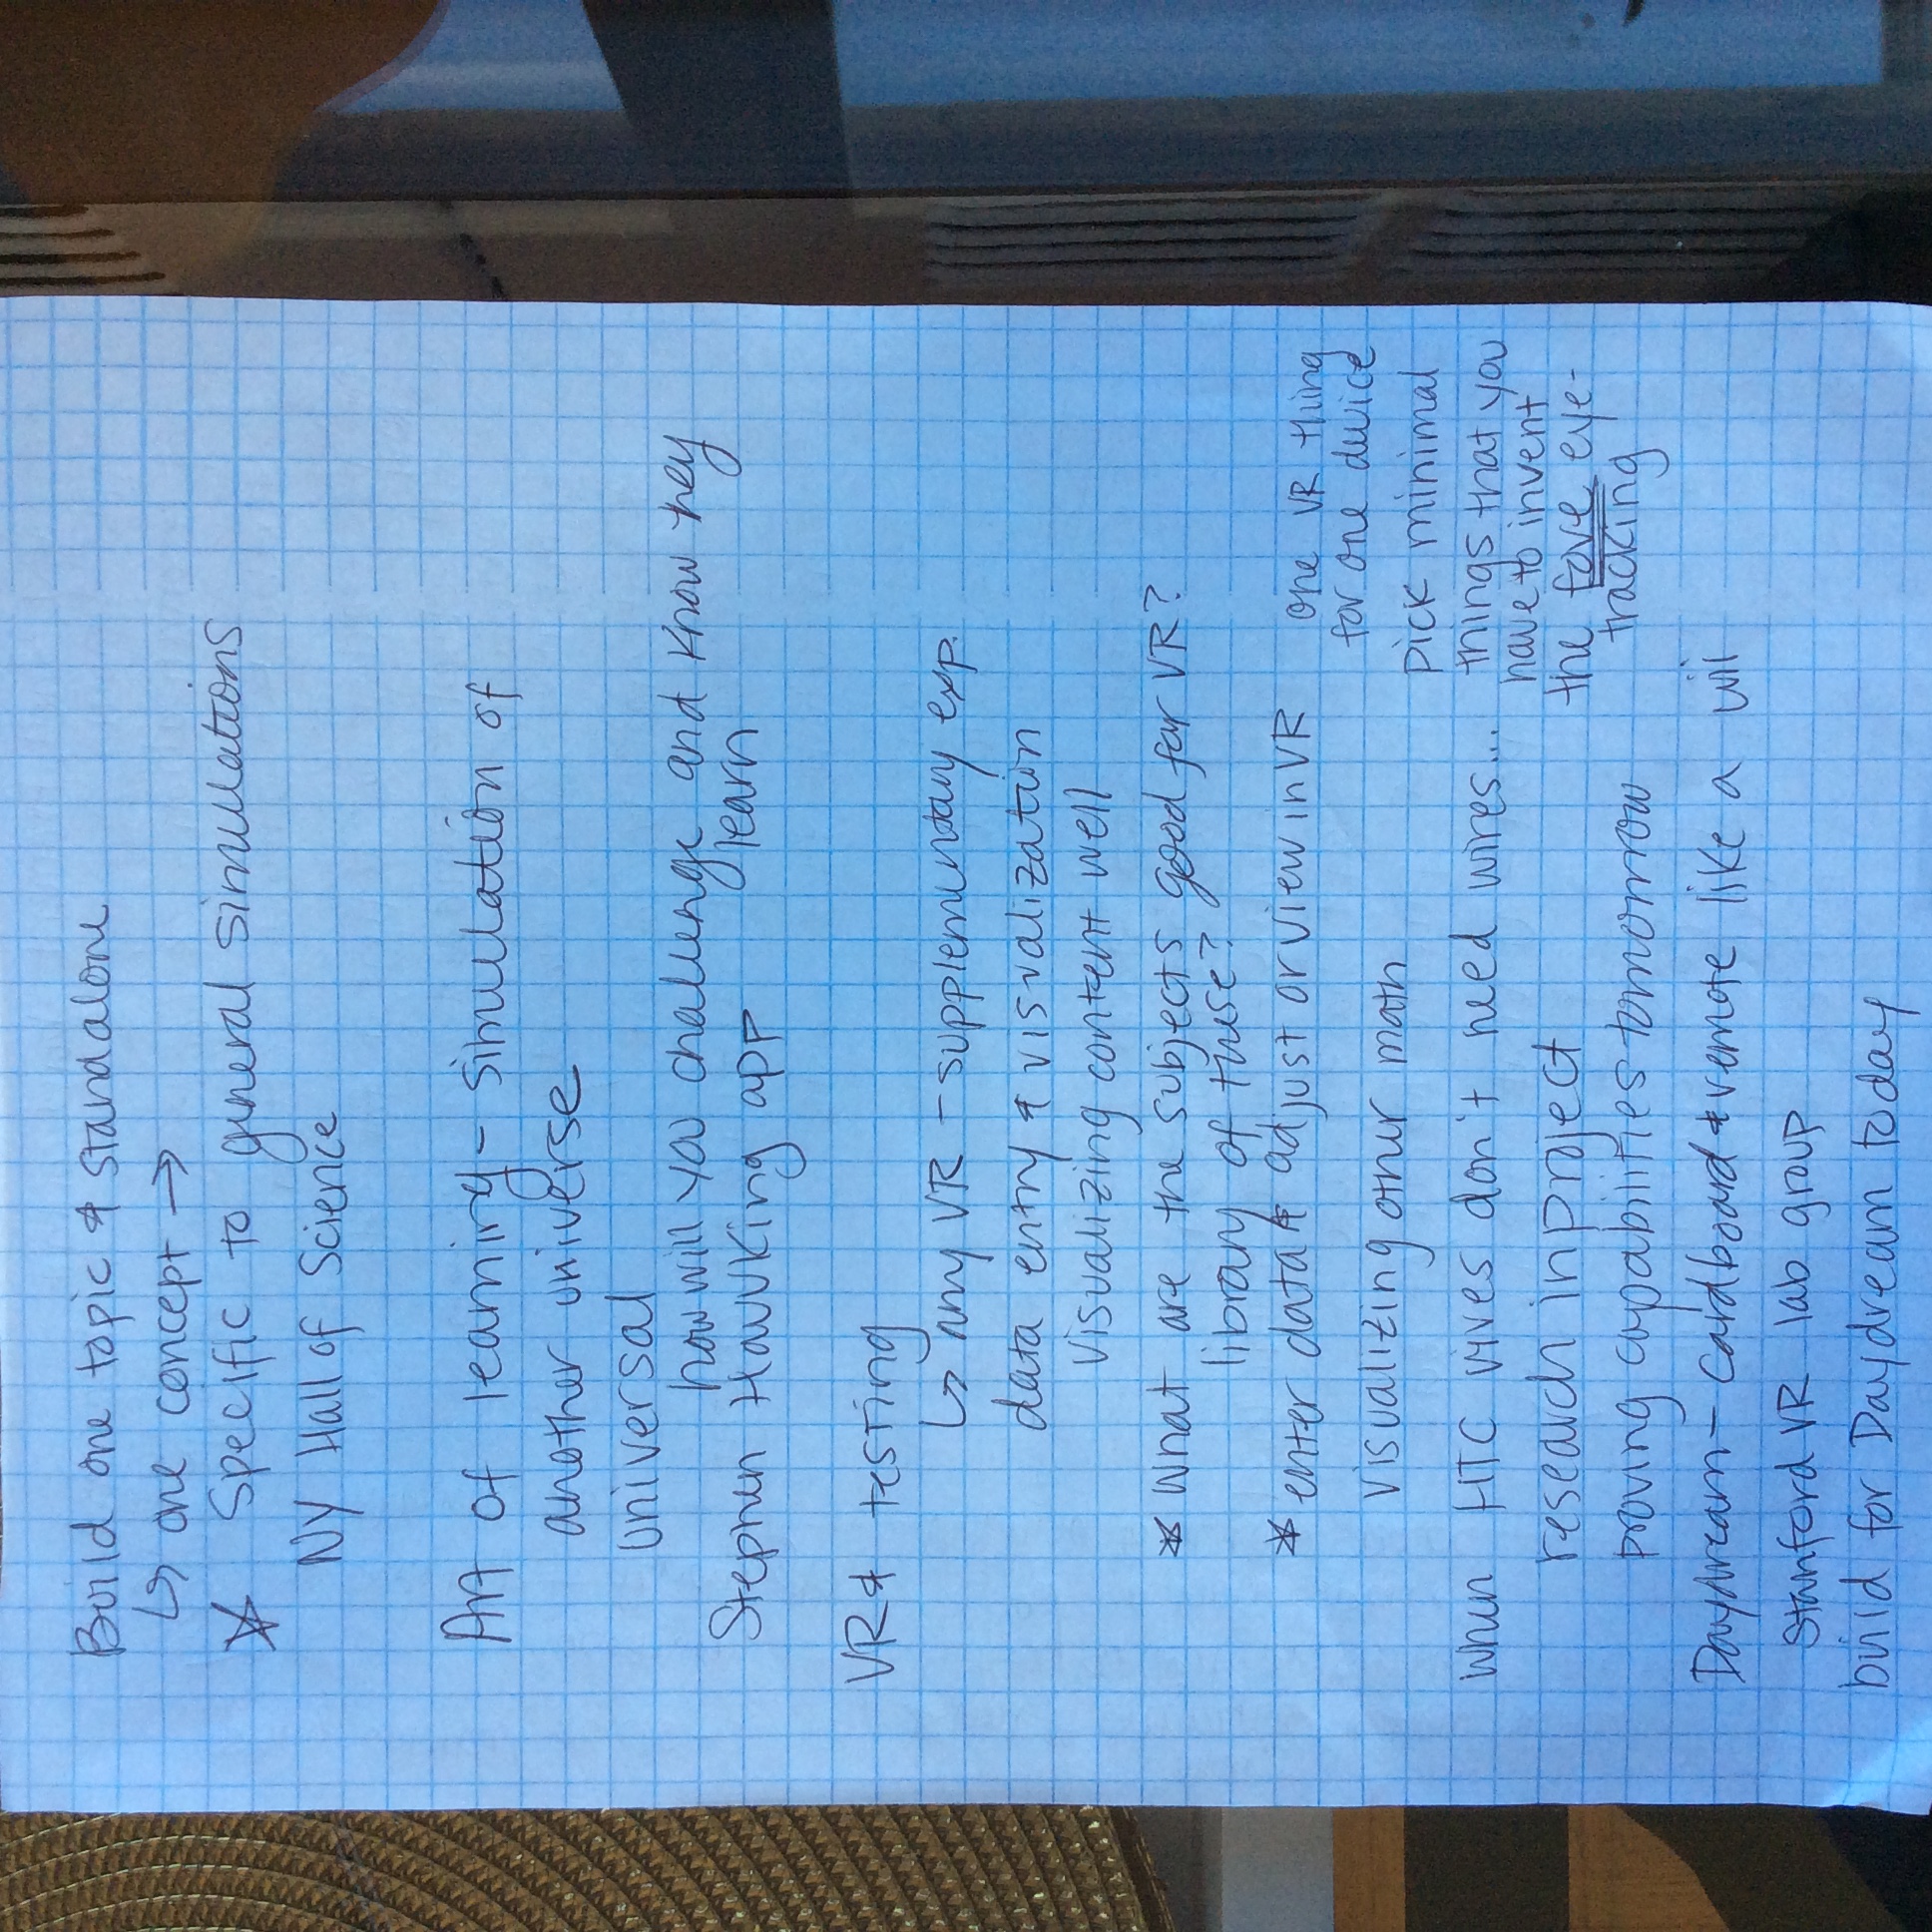 Build one topic & standalone
↳ one concept →
☆ Specific to general simulations
NY Hall of Science
Art of learning - simulation of
another universe
universal
how will you challenge and know they
learn
Stephen Hawking app
VR & testing
↳ any VR - supplementary exp.
data entry & visualization
visualizing content well
* What are the subjects good for VR?
library of these?
* enter data & adjust or view in VR
visualizing other math
when HTC vives don't need wires...
research in project
proving capabilities tomorrow
one VR thing
for one device
pick minimal
things that you
have to invent
the fove eye-
tracking
Daydream - cardboard & remote like a wii
Stanford VR lab group
build for Daydream today